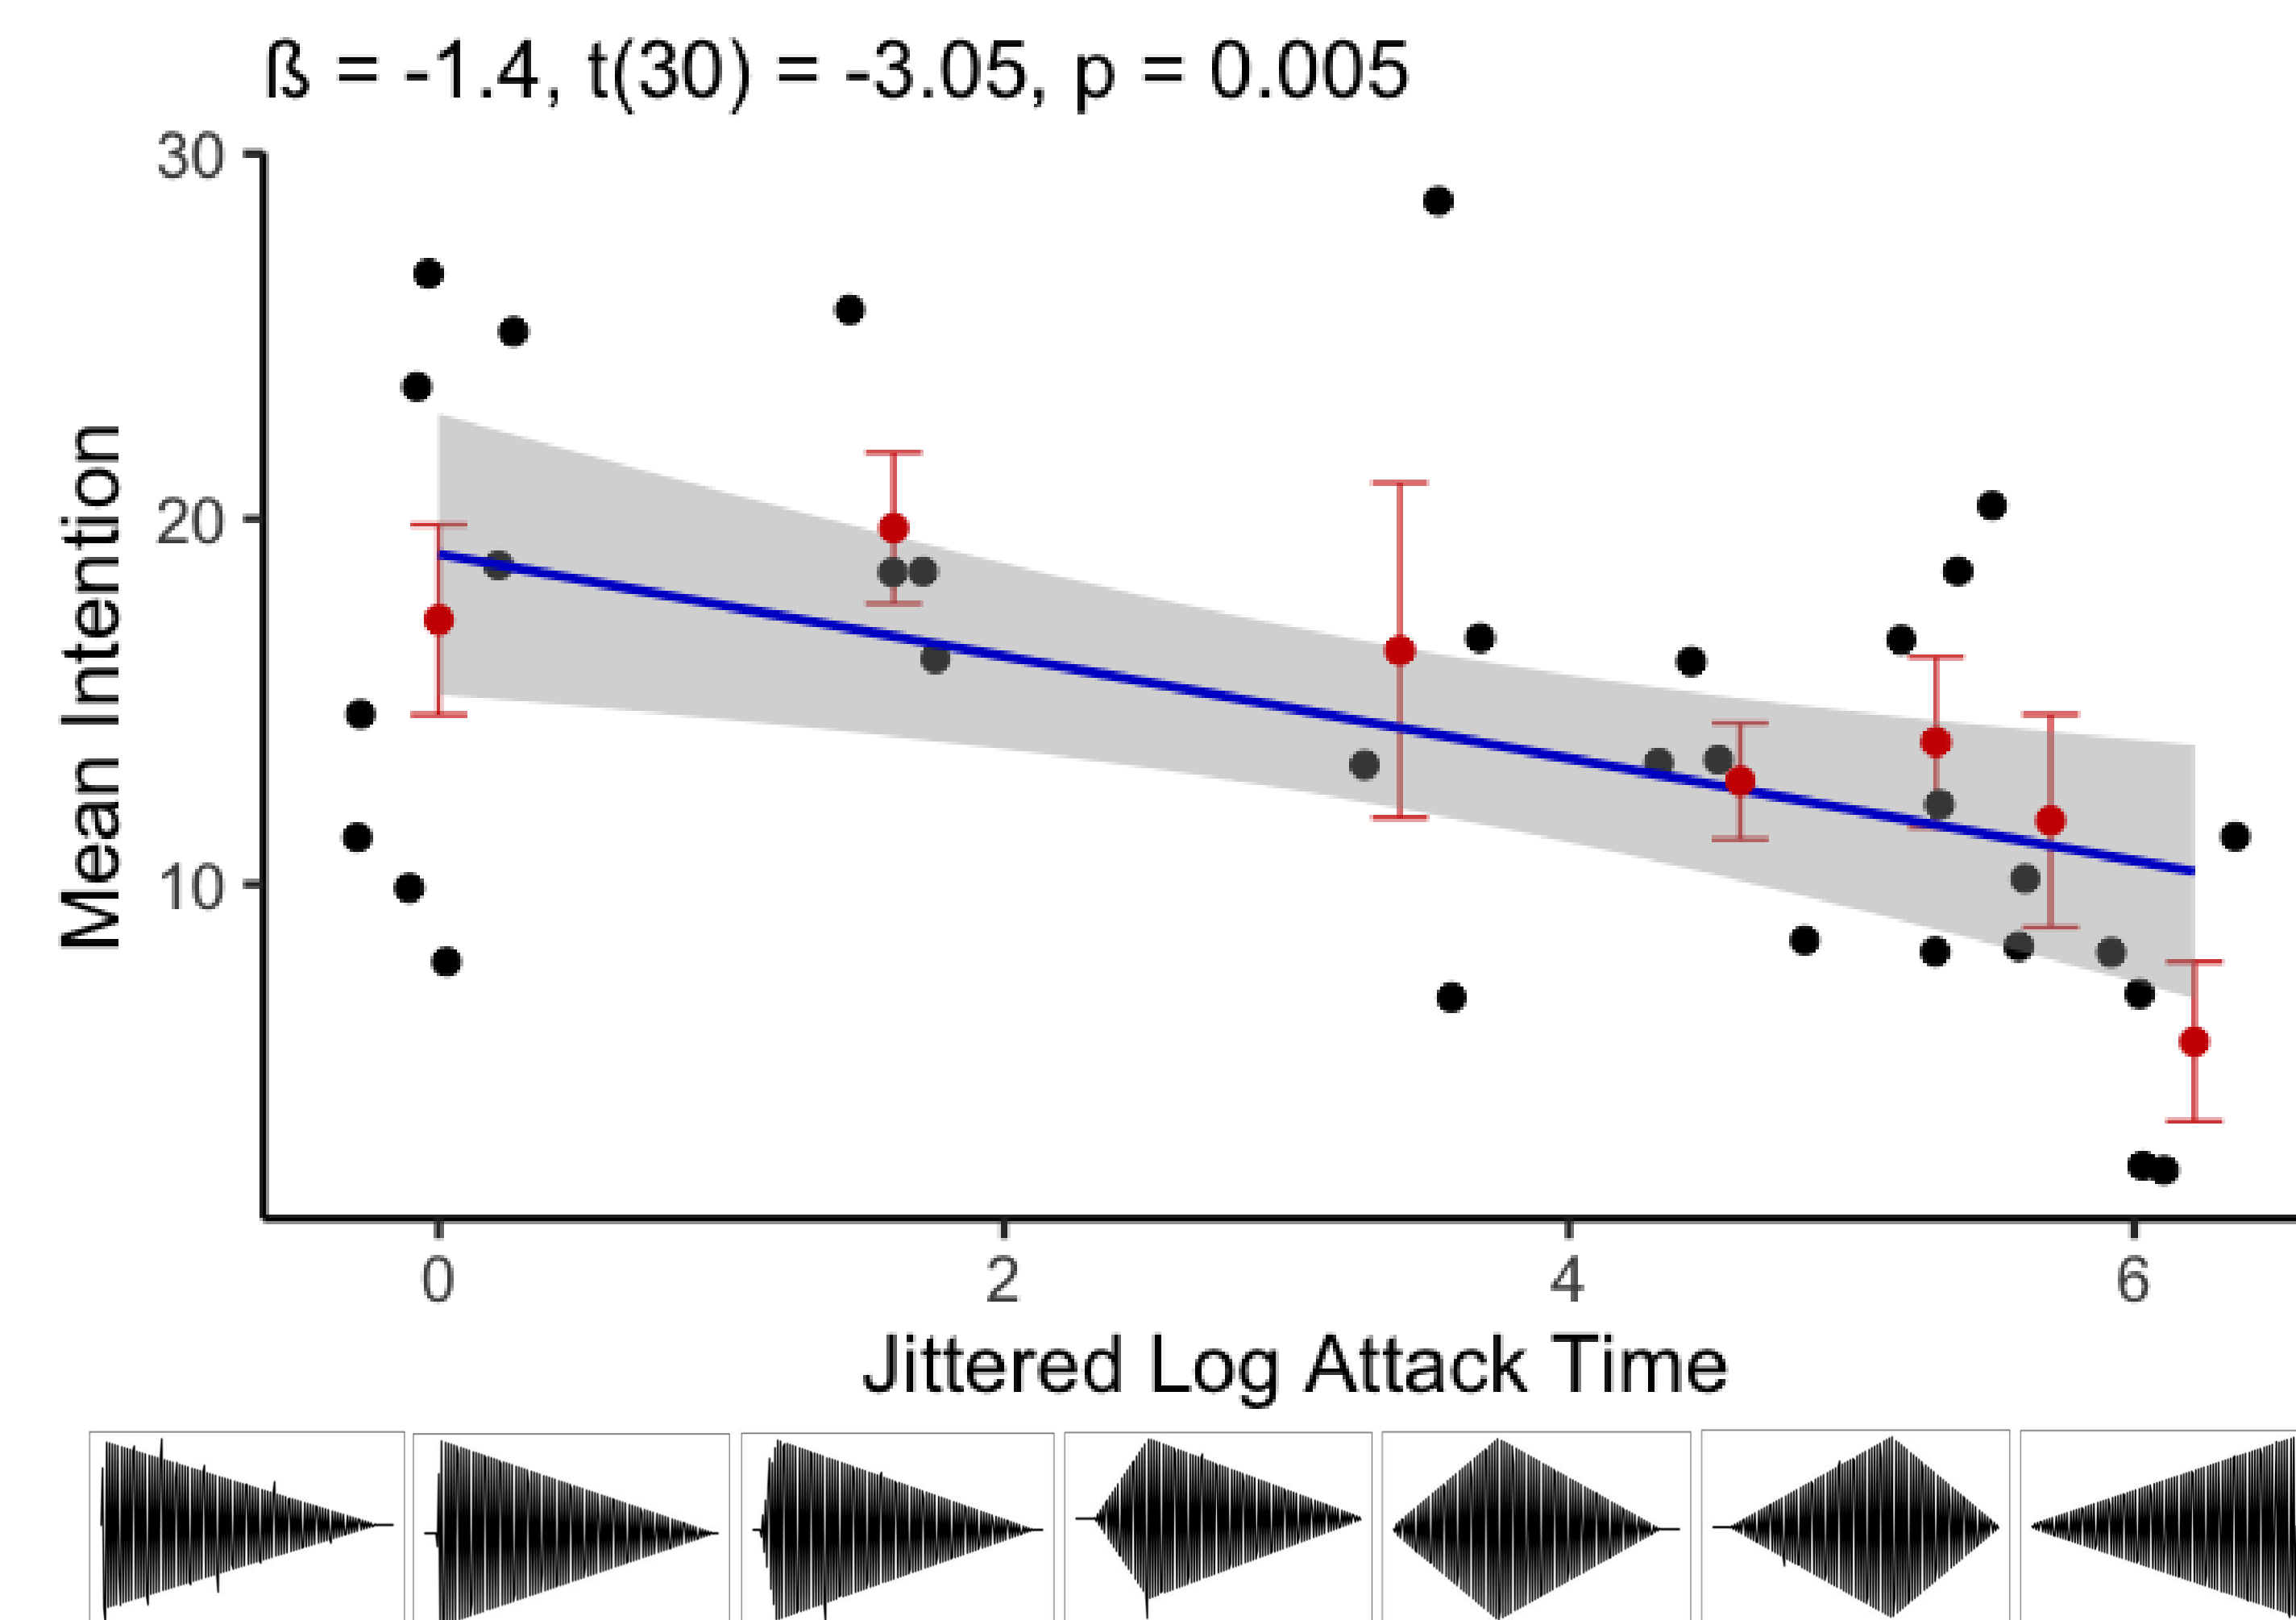 ß = -1.4, t(30) = -3.05, p = 0.005
30
20
10
Mean Intention
0 2 4 6
Jittered Log Attack Time